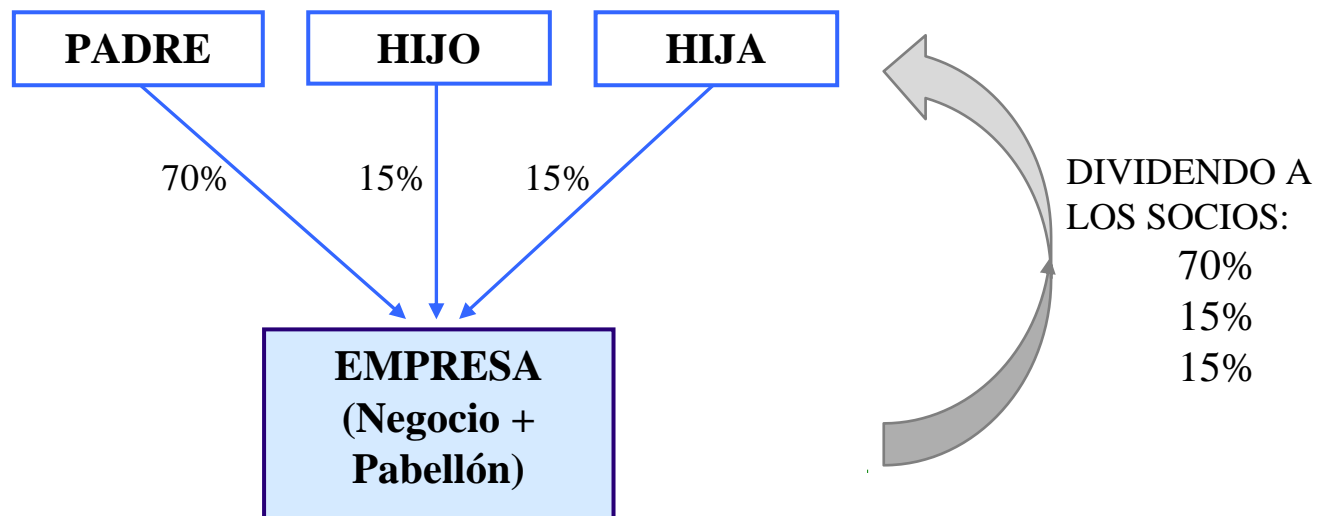 PADRE
HIJO
HIJA
70%
15%
15%
DIVIDENDO A
LOS SOCIOS:
70%
15%
15%
EMPRESA
(Negocio +
Pabellón)